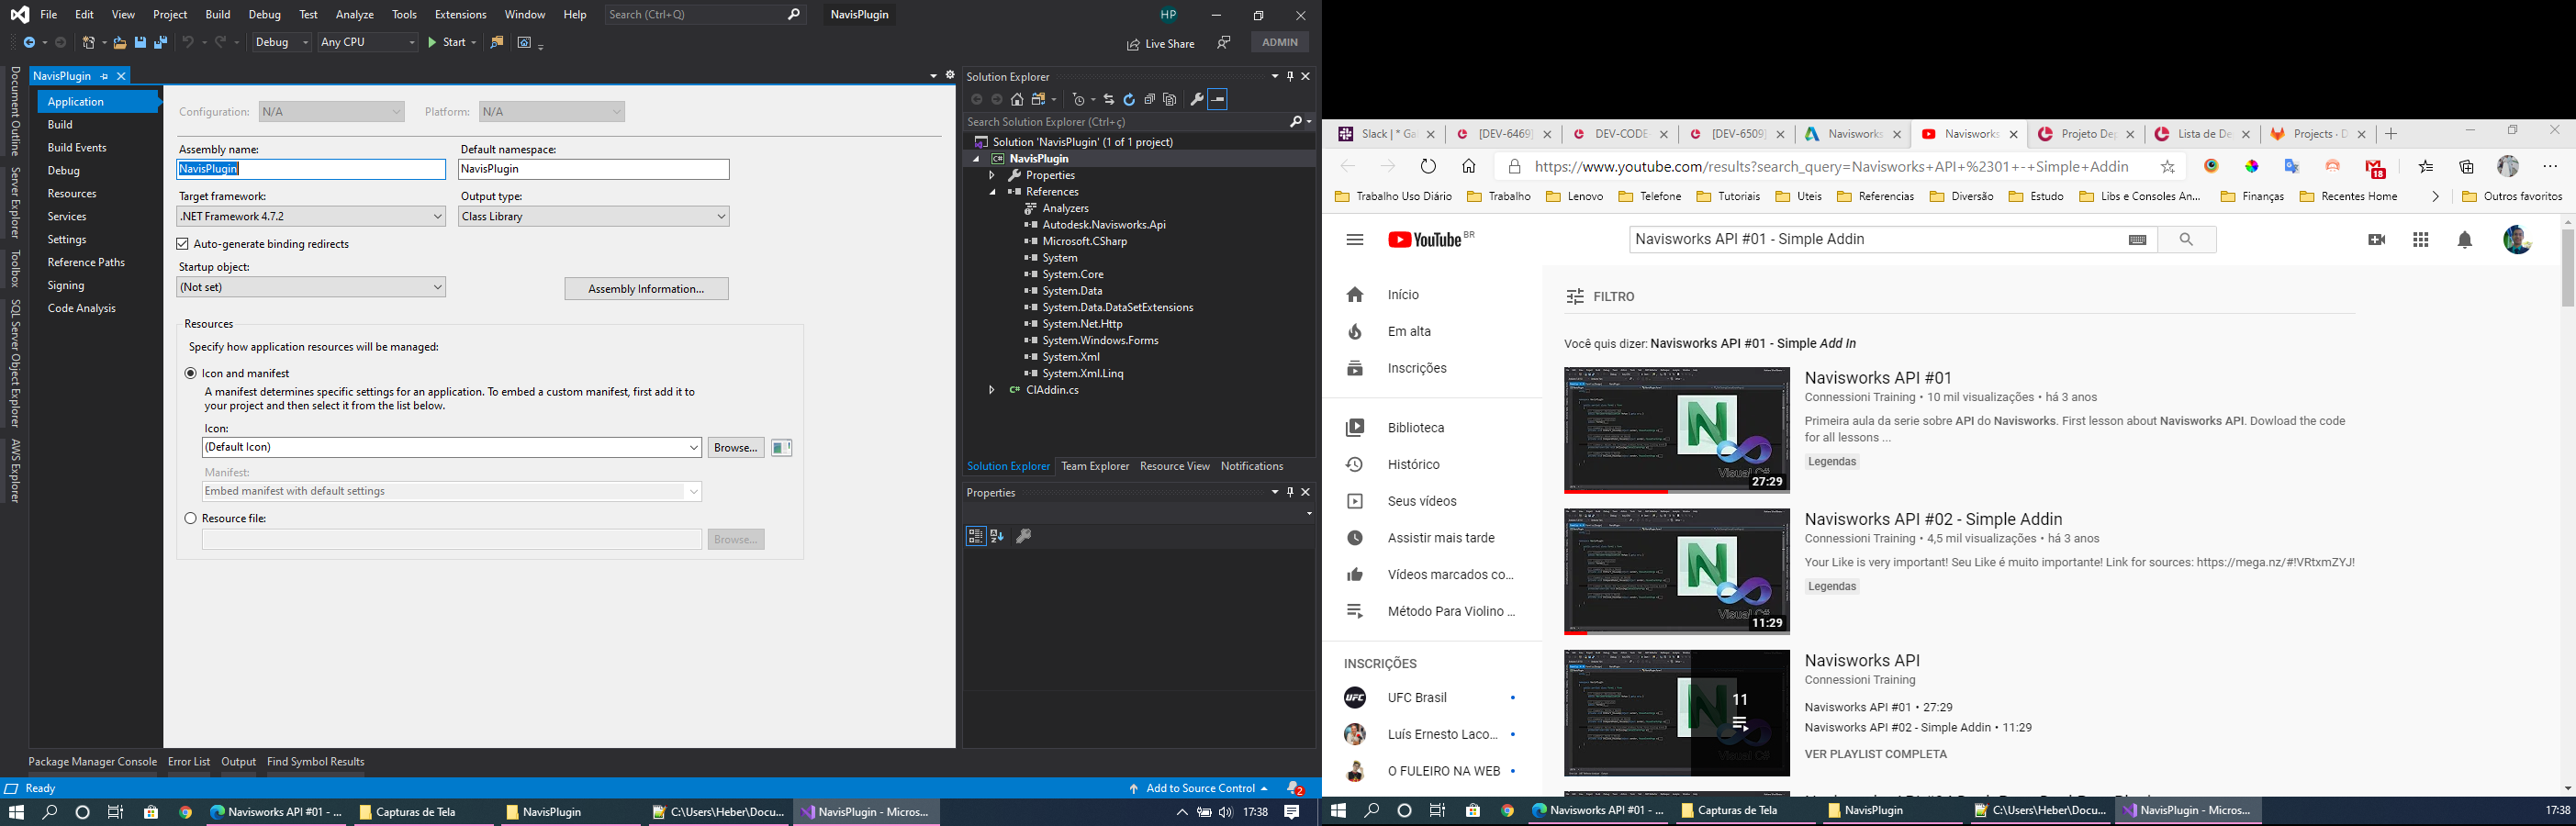 File Edit View Project Build Debug Test Analyze Tools Extensions Window Help Search (Ctrl+Q) NavisPlugin HP
Debug Any CPU Start Live Share ADMIN
Document Outline
Server Explorer
Toolbox
SQL Server Object Explorer
AWS Explorer
NavisPlugin
Application
Build
Build Events
Debug
Resources
Services
Settings
Reference Paths
Signing
Code Analysis
Configuration: N/A Platform: N/A
Assembly name: Default namespace:
NavisPlugin NavisPlugin
Target framework: Output type:
.NET Framework 4.7.2 Class Library
Auto-generate binding redirects
Startup object:
(Not set) Assembly Information...
Resources
Specify how application resources will be managed:
Icon and manifest
A manifest determines specific settings for an application. To embed a custom manifest, first add it to
your project and then select it from the list below.
Icon:
(Default Icon) Browse...
Manifest:
Embed manifest with default settings
Resource file:
Browse...
Solution Explorer
Search Solution Explorer (Ctrl+ç)
Solution 'NavisPlugin' (1 of 1 project)
C# NavisPlugin
Properties
References
Analyzers
Autodesk.Navisworks.Api
Microsoft.CSharp
System
System.Core
System.Data
System.Data.DataSetExtensions
System.Net.Http
System.Windows.Forms
System.Xml
System.Xml.Linq
C# ClAddin.cs
Solution Explorer Team Explorer Resource View Notifications
Properties
Package Manager Console Error List Output Find Symbol Results
Ready Add to Source Control 2
Navisworks API #01 - ... Capturas de Tela NavisPlugin C:\Users\Heber\Docu... NavisPlugin - Micros... 17:38
Slack | * Ga [DEV-6469] DEV-CODE [DEV-6509] Navisworks Navisworks Projeto De Lista de De Projects · D
https://www.youtube.com/results?search_query=Navisworks+API+%2301+-+Simple+Addin 18
Trabalho Uso Diário Trabalho Lenovo Telefone Tutoriais Uteis Referencias Diversão Estudo Libs e Consoles An... Finanças Recentes Home Outros favoritos
YouTube BR Navisworks API #01 - Simple Addin
Início
Em alta
Inscrições
Biblioteca
Histórico
Seus vídeos
Assistir mais tarde
Vídeos marcados co...
Método Para Violino ...
INSCRIÇÕES
UFC UFC Brasil
Luís Ernesto Laco...
O FULEIRO NA WEB
FILTRO
Você quis dizer: Navisworks API #01 - Simple Add In
Visual C#
27:29
Navisworks API #01
Connessioni Training • 10 mil visualizações • há 3 anos
Primeira aula da serie sobre API do Navisworks. First lesson about Navisworks API. Dowload the code
for all lessons ...
Legendas
Visual C#
11:29
Navisworks API #02 - Simple Addin
Connessioni Training • 4,5 mil visualizações • há 3 anos
Your Like is very important! Seu Like é muito importante! Link for sources: https://mega.nz/#!VRtxmZYJ!
Legendas
11
Navisworks API
Connessioni Training
Navisworks API #01 • 27:29
Navisworks API #02 - Simple Addin • 11:29
VER PLAYLIST COMPLETA
Navisworks API #01 - ... Capturas de Tela NavisPlugin C:\Users\Heber\Docu... NavisPlugin - Micros... 17:38